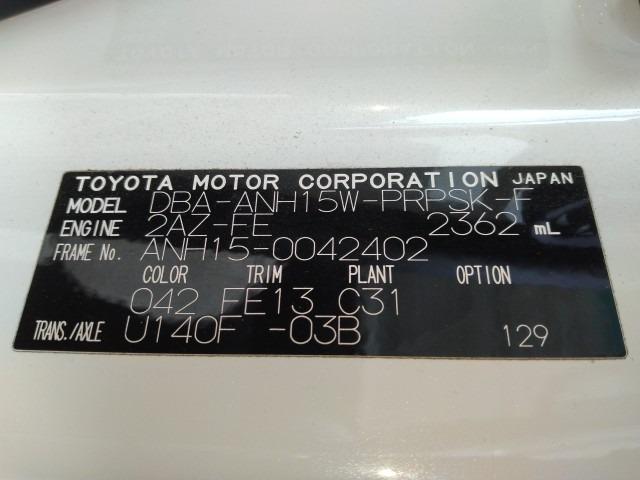 TOYOTA MOTOR CORPORATION JAPAN
MODEL DBA-ANH15W-PRPSK-F
ENGINE 2AZ-FE 2362 mL
FRAME No. ANH15-0042402
COLOR TRIM PLANT OPTION
042 FE13 C31
TRANS./AXLE U140F -03B 129